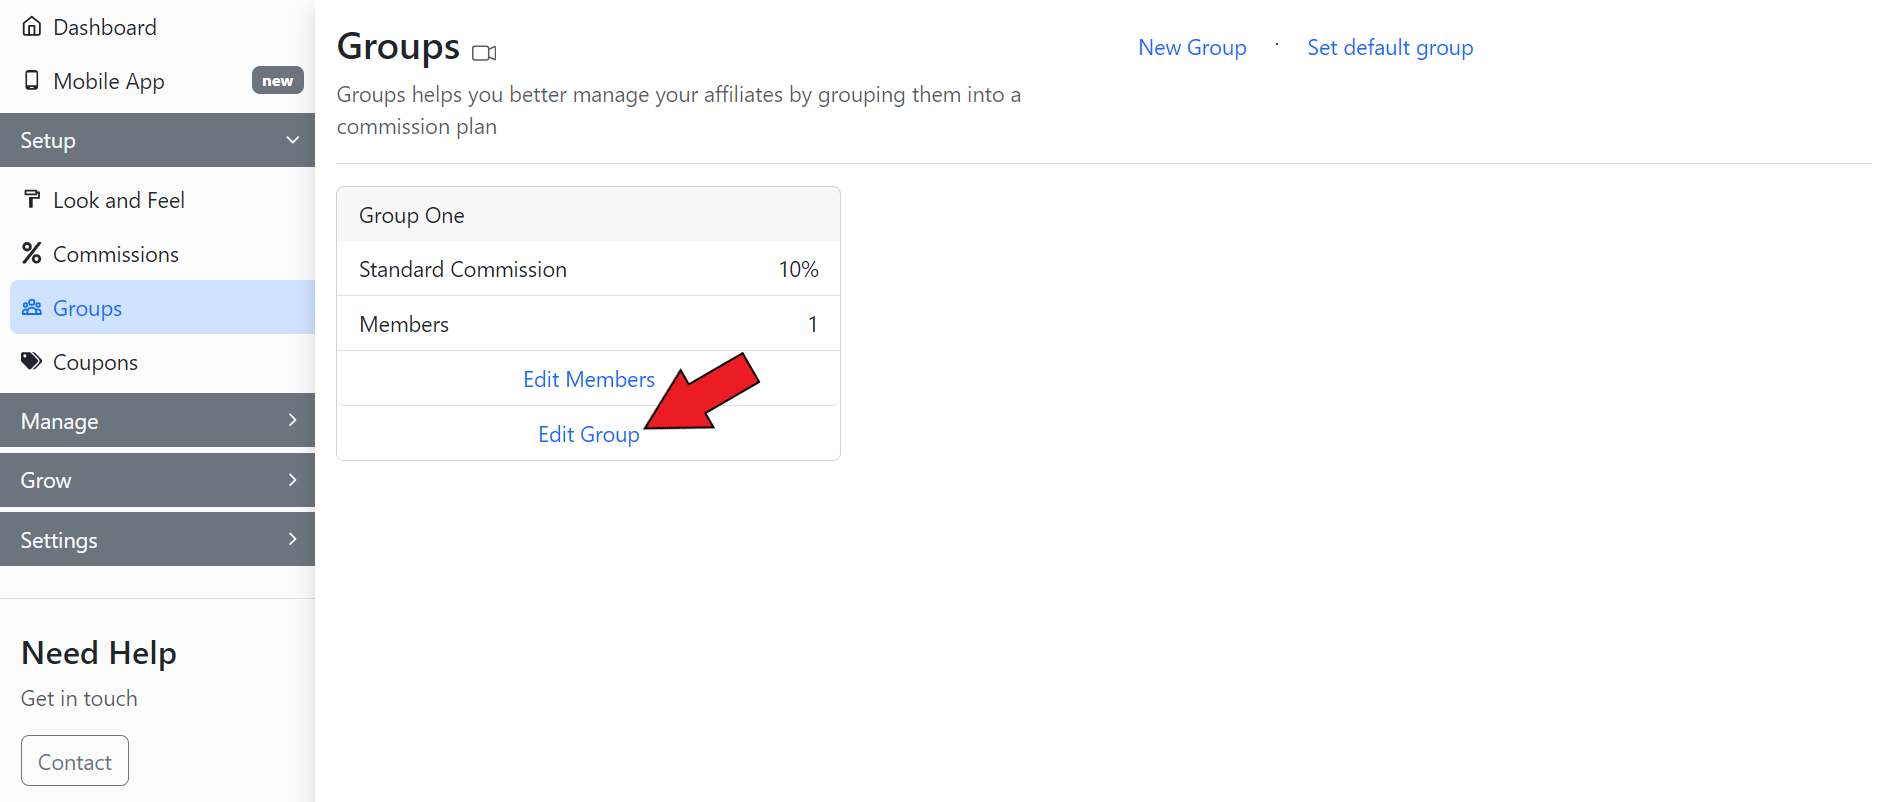 Dashboard
Mobile App new
Setup
Look and Feel
Commissions
Groups
Coupons
Manage
Grow
Settings
Need Help
Get in touch
Contact
Groups
New Group · Set default group
Groups helps you better manage your affiliates by grouping them into a
commission plan
Group One
Standard Commission 10%
Members 1
Edit Members
Edit Group